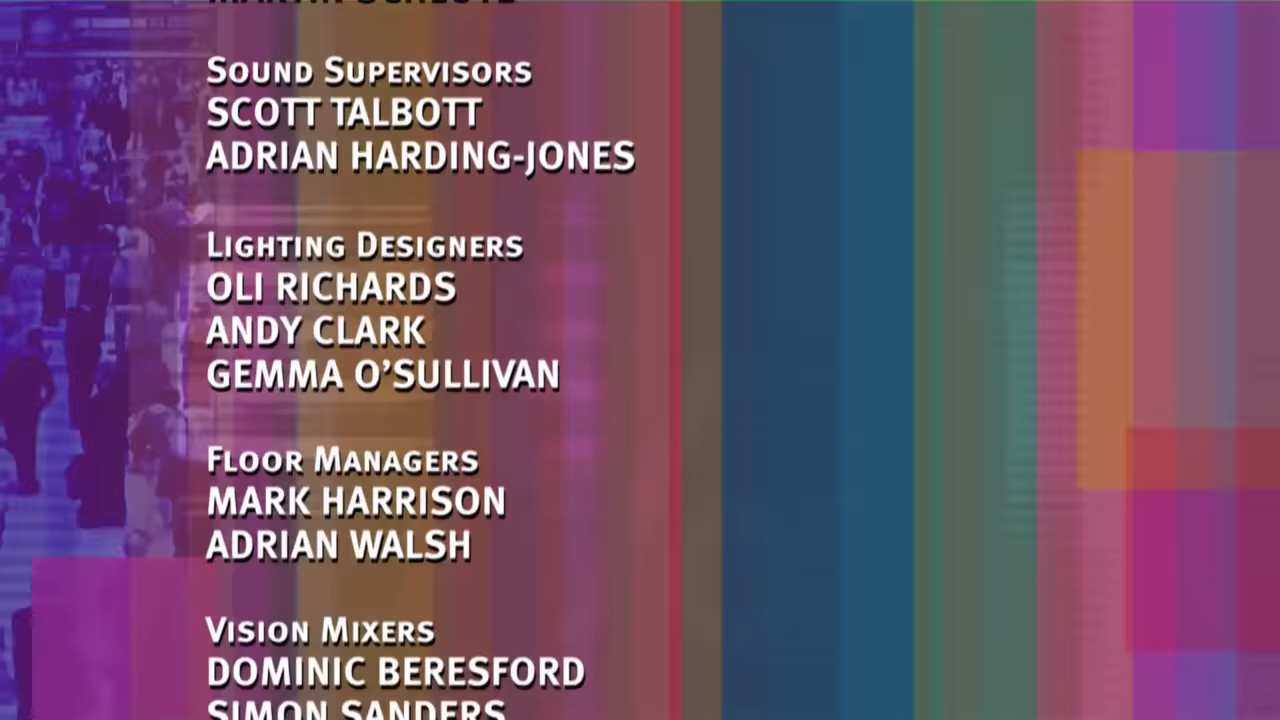 SOUND SUPERVISORS
SCOTT TALBOTT
ADRIAN HARDING-JONES
LIGHTING DESIGNERS
OLI RICHARDS
ANDY CLARK
GEMMA O'SULLIVAN
FLOOR MANAGERS
MARK HARRISON
ADRIAN WALSH
VISION MIXERS
DOMINIC BERESFORD
SIMON SANDERS